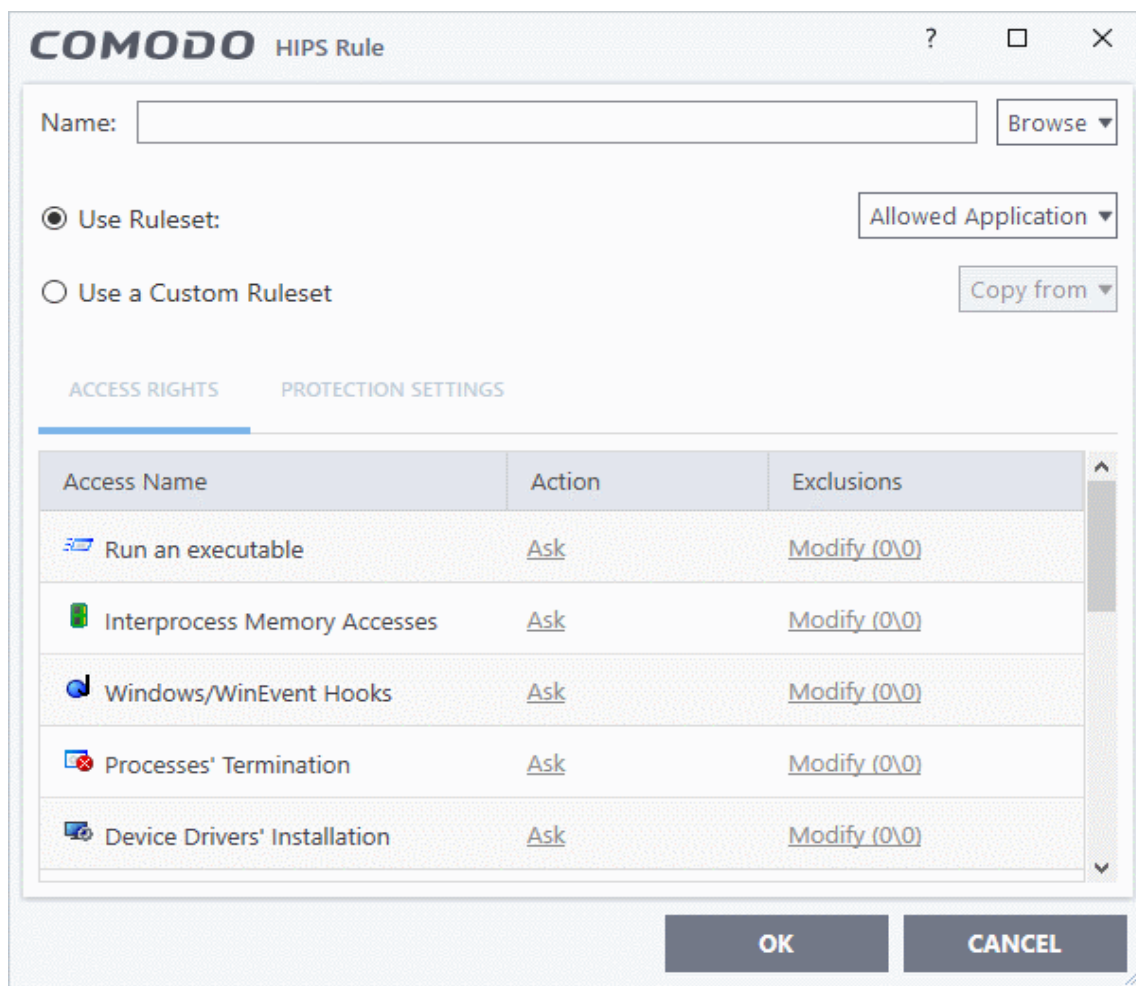 COMODO HIPS Rule ?
Name: Browse
Use Ruleset: Allowed Application
Use a Custom Ruleset Copy from
ACCESS RIGHTS PROTECTION SETTINGS
Access Name Action Exclusions
Run an executable Ask Modify (0\0)
Interprocess Memory Accesses Ask Modify (0\0)
Windows/WinEvent Hooks Ask Modify (0\0)
Processes' Termination Ask Modify (0\0)
Device Drivers' Installation Ask Modify (0\0)
OK CANCEL